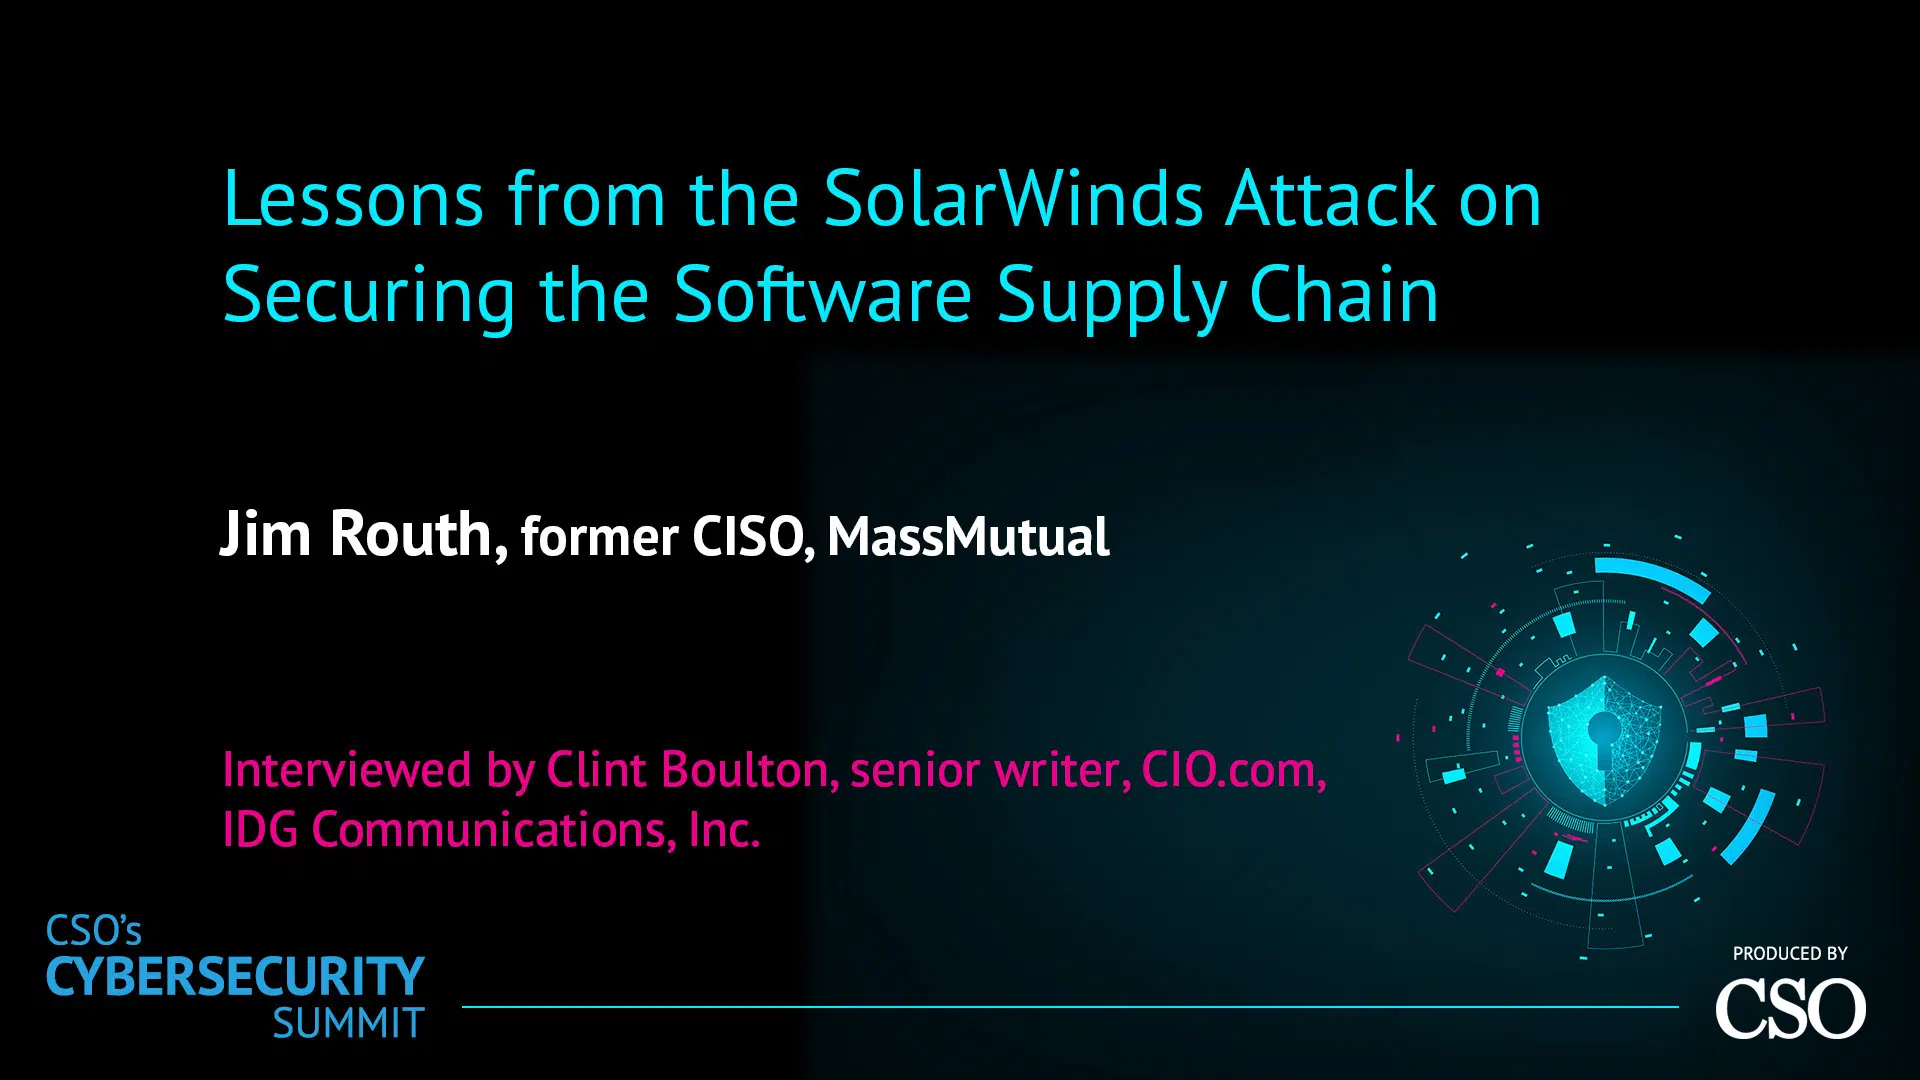 Lessons from the SolarWinds Attack on
Securing the Software Supply Chain
Jim Routh, former CISO, MassMutual
Interviewed by Clint Boulton, senior writer, CIO.com,
IDG Communications, Inc.
CSO's
CYBERSECURITY
SUMMIT
PRODUCED BY
CSO